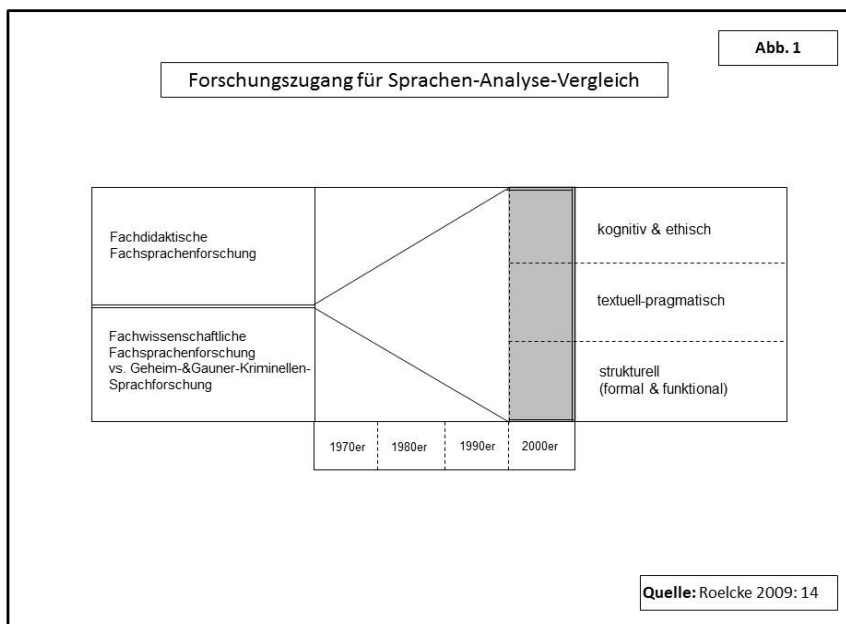 Abb. 1
Forschungszugang für Sprachen-Analyse-Vergleich
Fachdidaktische
Fachsprachenforschung
Fachwissenschaftliche
Fachsprachenforschung
vs. Geheim-&Gauner-Kriminellen-
Sprachforschung
kognitiv & ethisch
textuell-pragmatisch
strukturell
(formal & funktional)
1970er 1980er 1990er 2000er
Quelle: Roelcke 2009: 14